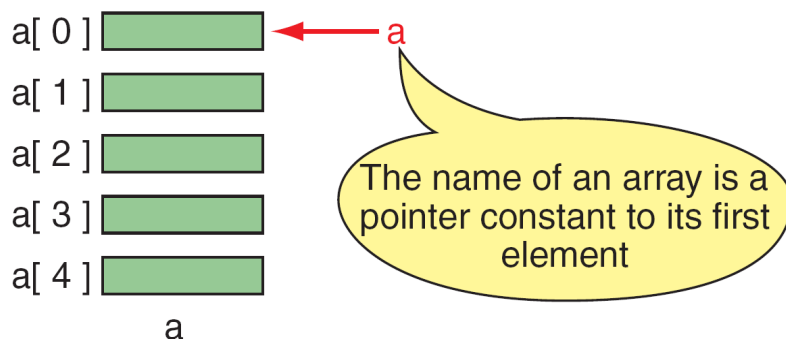 a[ 0 ] a
a[ 1 ]
a[ 2 ]
a[ 3 ]
a[ 4 ]
a
The name of an array is a
pointer constant to its first
element